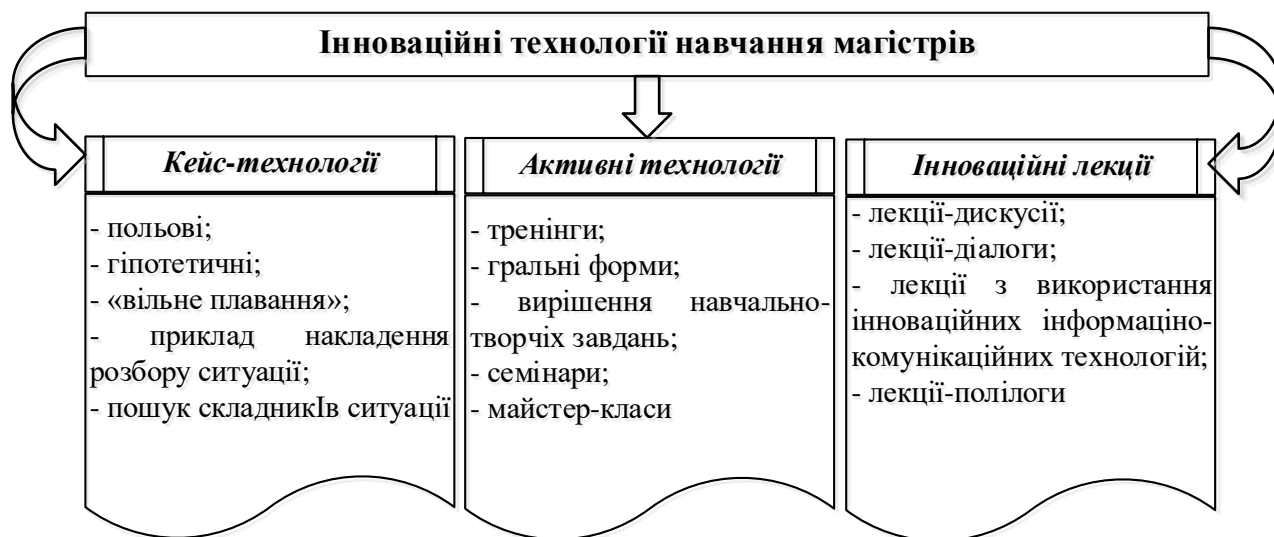 Інноваційні технології навчання магістрів
Кейс-технології
- польові;
- гіпотетичні;
- «вільне плавання»;
- приклад накладення
розбору ситуації;
- пошук складникІв ситуації
Активні технології
- тренінги;
- гральні форми;
- вирішення навчально-
творчіх завдань;
- семінари;
- майстер-класи
Інноваційні лекції
- лекції-дискусії;
- лекції-діалоги;
- лекції з використання
інноваційних інформаціно-
комунікаційних технологій;
- лекції-полілоги